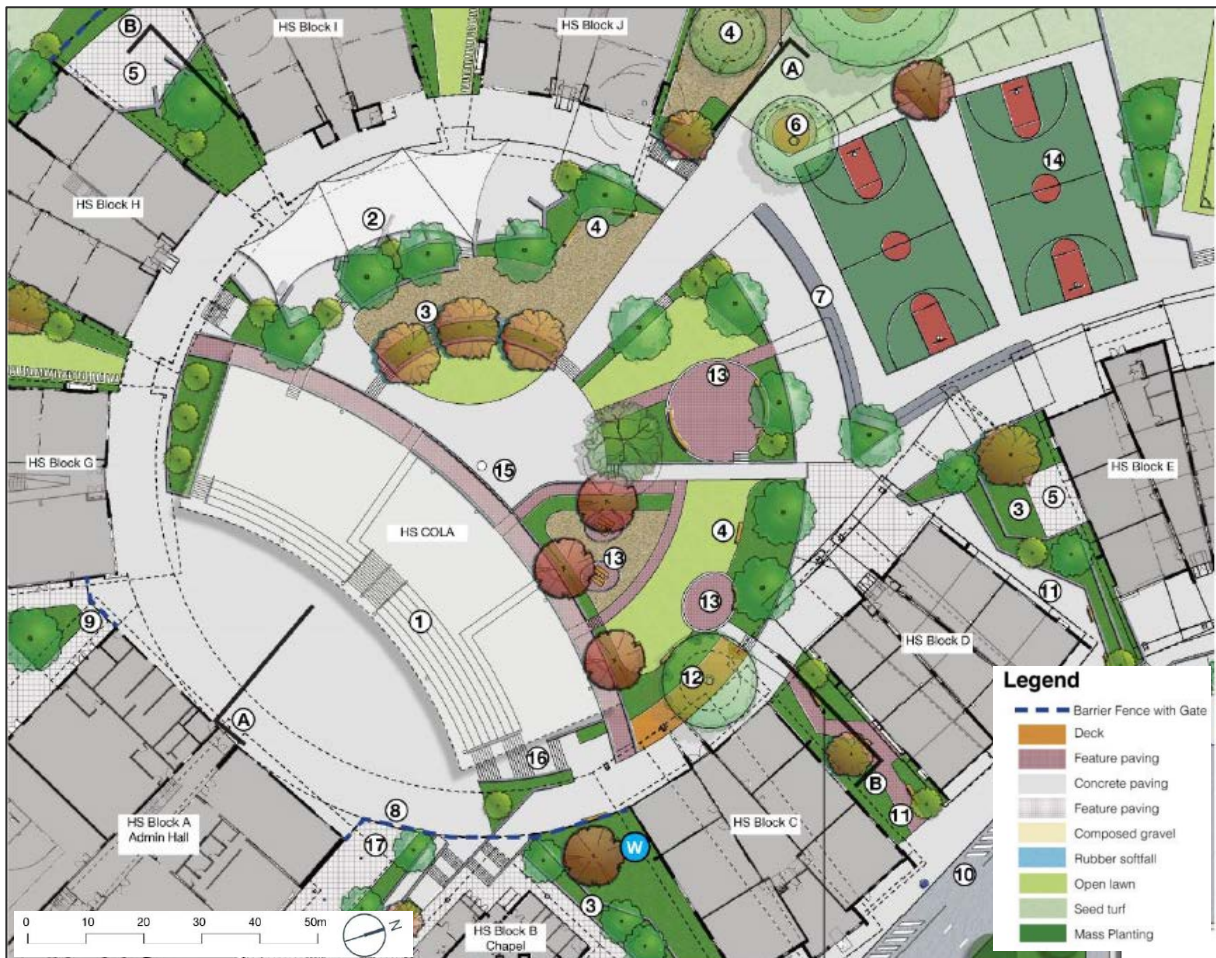 B
HS Block I
HS Block J
4
A
5
6
14
HS Block H
2
4
3
7
13
HS Block G
15
HS Block E
5
3
HS COLA
4
13
13
11
9
1
HS Block D
12
A
16
B
11
8
HS Block A
Admin Hall
17
W
HS Block C
10
3
HS Block B
Chapel
0 10 20 30 40 50m
N
Legend
Barrier Fence with Gate
Deck
Feature paving
Concrete paving
Feature paving
Composed gravel
Rubber softfall
Open lawn
Seed turf
Mass Planting